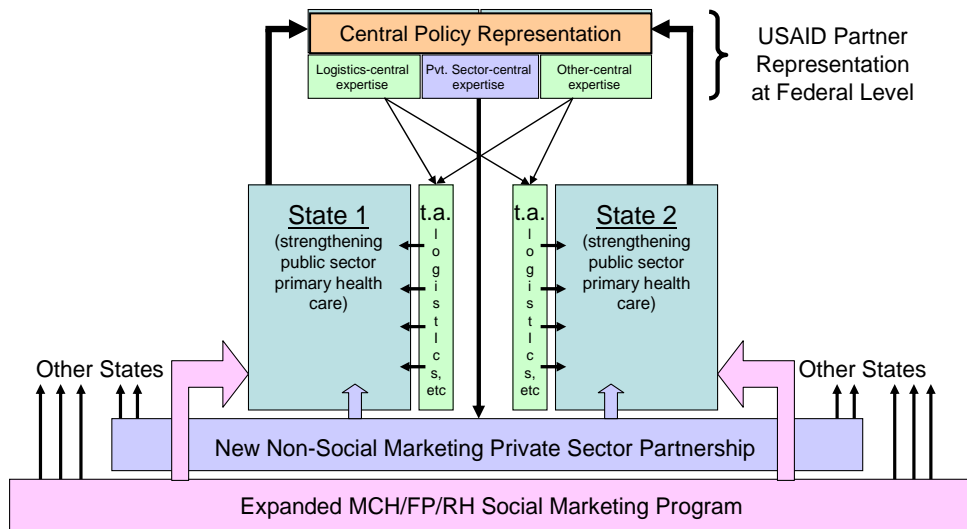 Central Policy Representation
USAID Partner
Representation
at Federal Level
Logistics-central
expertise
Pvt. Sector-central
expertise
Other-central
expertise
State 1
(strengthening
public sector
primary health
care)
t.a.
l
o
g
i
s
t
I
c
s,
etc
t.a.
l
o
g
i
s
t
I
c
s,
etc
State 2
(strengthening
public sector
primary health
care)
Other States
Other States
New Non-Social Marketing Private Sector Partnership
Expanded MCH/FP/RH Social Marketing Program